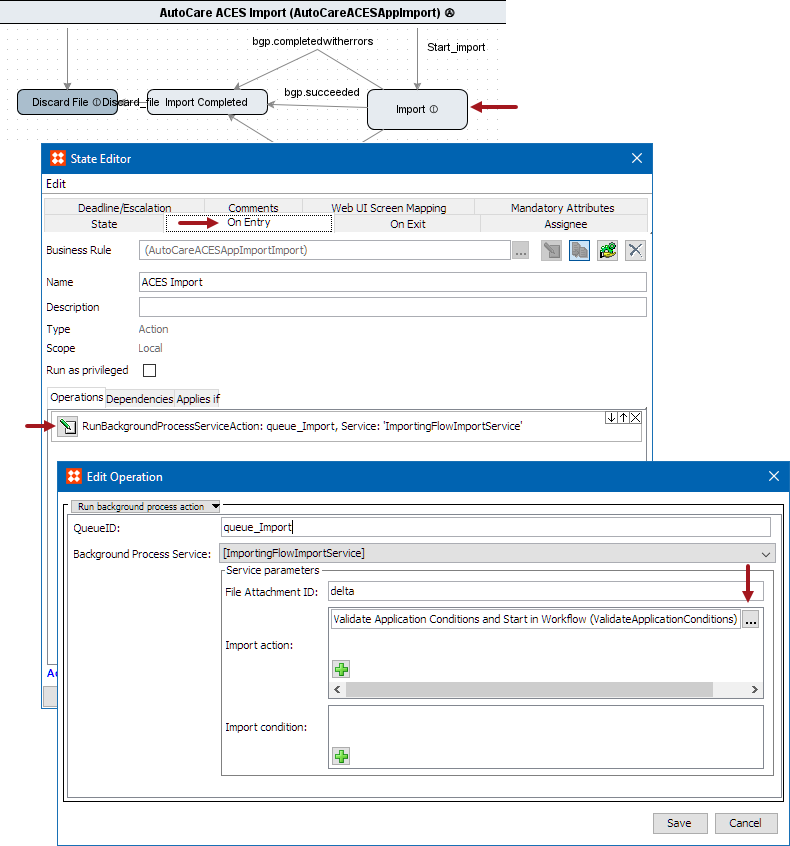 AutoCare ACES Import (AutoCareACESAppImport)
bgp.completedwitherrors
Start_import
bgp.succeeded
Discard File
Discard_file
Import Completed
Import
State Editor
Edit
Deadline/Escalation
Comments
Web UI Screen Mapping
Mandatory Attributes
State
On Entry
On Exit
Assignee
Business Rule
(AutoCareACESAppImportImport)
...
Name
ACES Import
Description
Type
Action
Scope
Local
Run as privileged
Operations
Dependencies
Applies if
RunBackgroundProcessServiceAction: queue_Import, Service: 'ImportingFlowImportService'
Edit Operation
Run background process action
QueueID:
queue_Import
Background Process Service:
[ImportingFlowImportService]
Service parameters
File Attachment ID:
delta
Validate Application Conditions and Start in Workflow (ValidateApplicationConditions)
...
Import action:
Import condition:
Save
Cancel